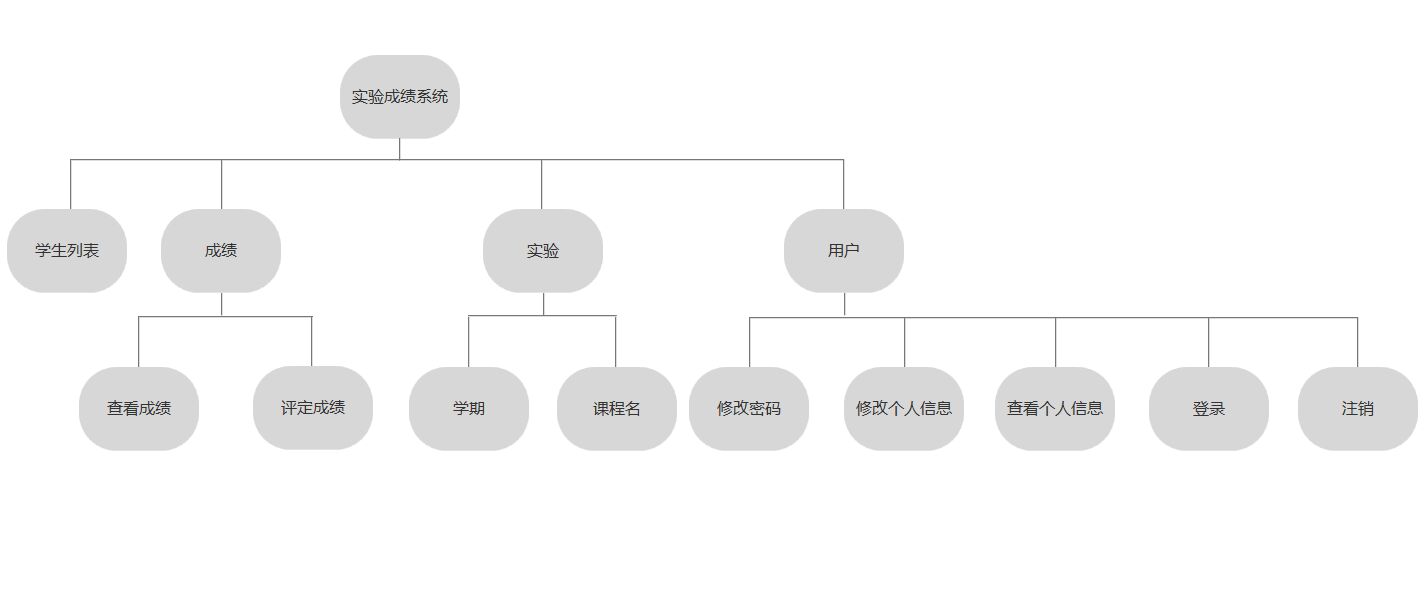 实验成绩系统
学生列表
成绩
实验
用户
查看成绩
评定成绩
学期
课程名
修改密码
修改个人信息
查看个人信息
登录
注销